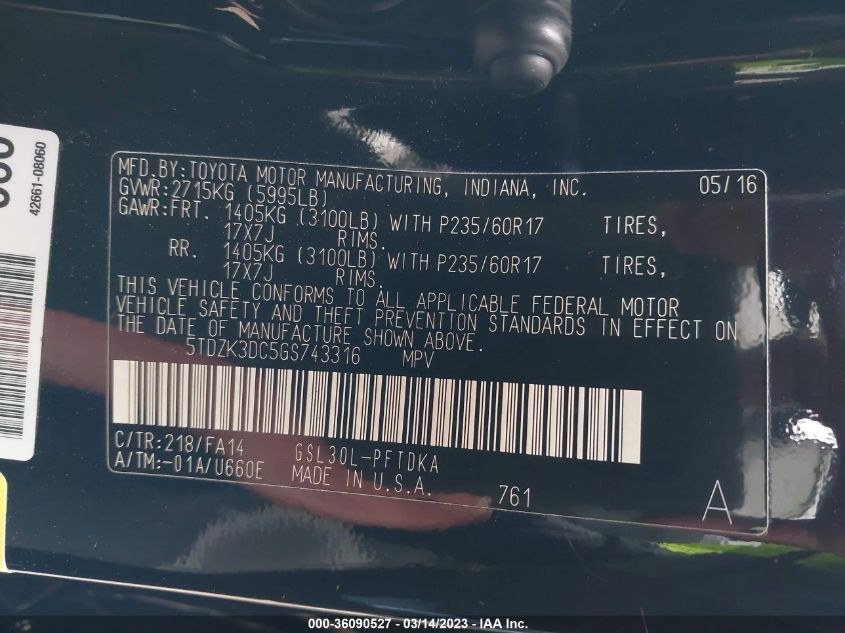 42661-08060
MFD.BY:TOYOTA MOTOR MANUFACTURING, INDIANA, INC. 05/16
GVWR:2715KG (5995LB)
GAWR:FRT. 1405KG (3100LB) WITH P235/60R17 TIRES,
17X7J RIMS.
RR. 1405KG (3100LB) WITH P235/60R17 TIRES,
17X7J RIMS.
THIS VEHICLE CONFORMS TO ALL APPLICABLE FEDERAL MOTOR
VEHICLE SAFETY AND THEFT PREVENTION STANDARDS IN EFFECT ON
THE DATE OF MANUFACTURE SHOWN ABOVE.
5TDZK3DC5GS743316 MPV
C/TR:218/FA14 GSL30L-PFTDKA
A/TM:-01A/U660E MADE IN U.S.A. 761 A
000-36090527 - 03/14/2023 - IAA Inc.